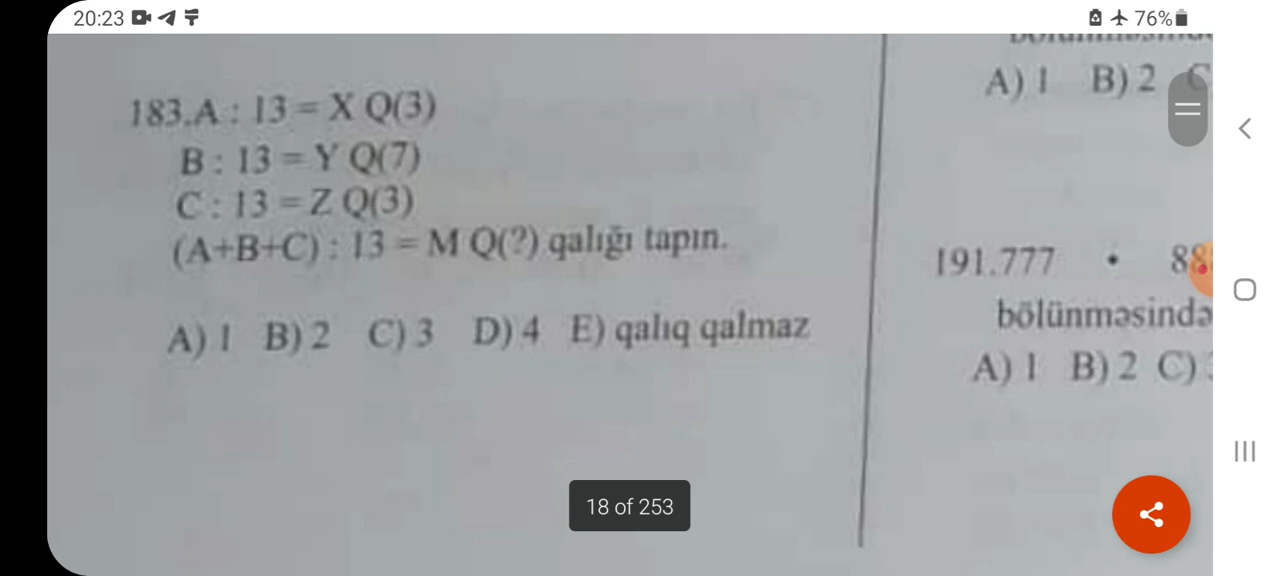 20:23
76%
183.A : 13 = X Q(3)
B : 13 = Y Q(7)
C : 13 = Z Q(3)
(A+B+C) : 13 = M Q(?) qalığı tapın.
A) 1 B) 2 C) 3 D) 4 E) qalıq qalmaz
A) 1 B) 2
191.777 •
bölünməsində
A) 1 B) 2 C)
18 of 253